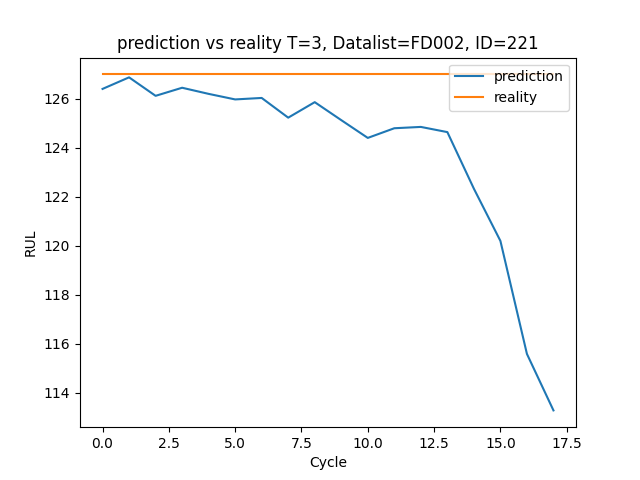 prediction vs reality T=3, Datalist=FD002, ID=221
prediction
reality
126
124
122
120
118
116
114
RUL
0.0 2.5 5.0 7.5 10.0 12.5 15.0 17.5
Cycle